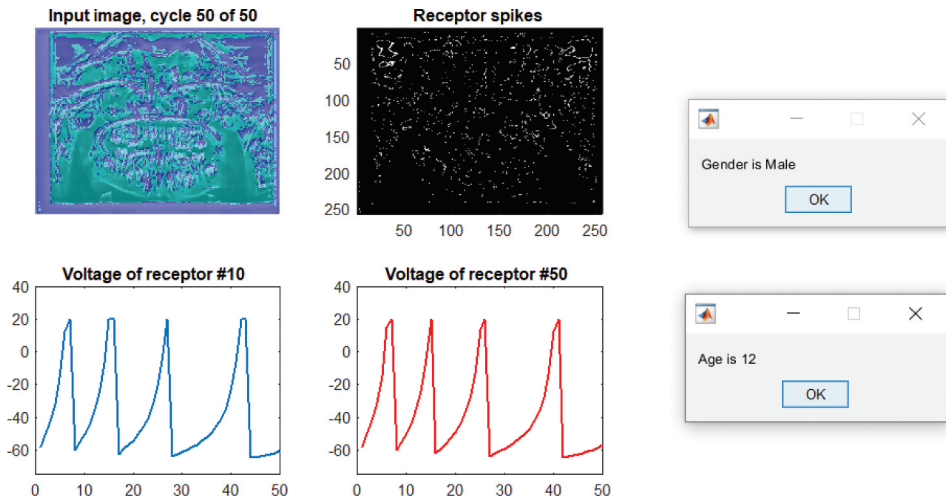 Input image, cycle 50 of 50
Receptor spikes
50
100
150
200
250
50 100 150 200 250
Gender is Male
OK
Voltage of receptor #10
40
20
0
-20
-40
-60
0 10 20 30 40 50
Voltage of receptor #50
40
20
0
-20
-40
-60
0 10 20 30 40 50
Age is 12
OK